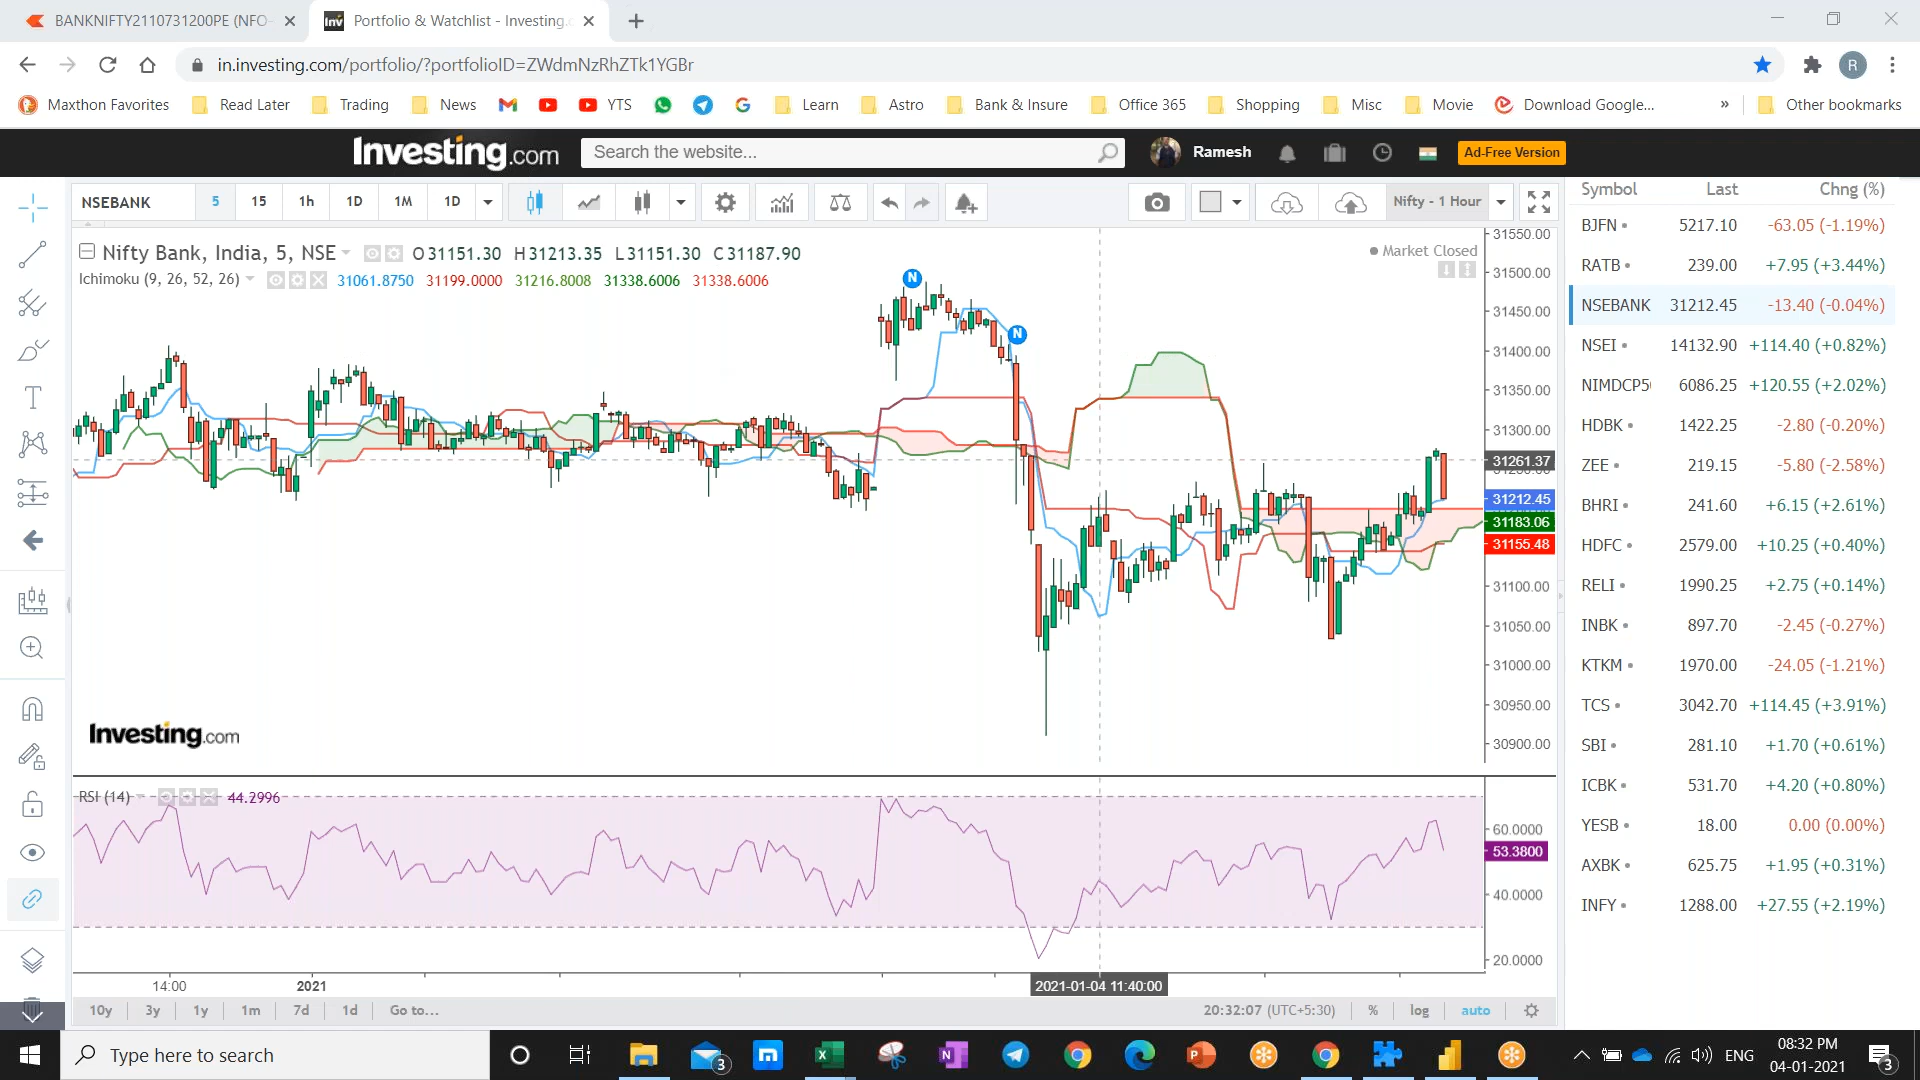 BANKNIFTY2110731200PE (NFO-
Portfolio & Watchlist - Investing.c
in.investing.com/portfolio/?portfolioID=ZWdmNzRhZTk1YGBr
R
Maxthon Favorites Read Later Trading News YTS Learn Astro Bank & Insure Office 365 Shopping Misc Movie Download Google... » Other bookmarks
Investing.com Search the website... Ramesh Ad-Free Version
NSEBANK 5 15 1h 1D 1M 1D Nifty - 1 Hour
Nifty Bank, India, 5, NSE O31151.30 H31213.35 L31151.30 C31187.90
Market Closed
Ichimoku (9, 26, 52, 26) 31061.8750 31199.0000 31216.8008 31338.6006 31338.6006
N
N
31550.00
31500.00
31450.00
31400.00
31350.00
31300.00
31261.37
31212.45
31183.06
31155.48
31100.00
31050.00
31000.00
30950.00
30900.00
Investing.com
RSI (14) 44.2996
60.0000
53.3800
40.0000
20.0000
14:00 2021 2021-01-04 11:40:00
10y 3y 1y 1m 7d 1d Go to... 20:32:07 (UTC+5:30) % log auto
Symbol Last Chng (%)
BJFN 5217.10 -63.05 (-1.19%)
RATB 239.00 +7.95 (+3.44%)
NSEBANK 31212.45 -13.40 (-0.04%)
NSEI 14132.90 +114.40 (+0.82%)
NIMDCP5 6086.25 +120.55 (+2.02%)
HDBK 1422.25 -2.80 (-0.20%)
ZEE 219.15 -5.80 (-2.58%)
BHRI 241.60 +6.15 (+2.61%)
HDFC 2579.00 +10.25 (+0.40%)
RELI 1990.25 +2.75 (+0.14%)
INBK 897.70 -2.45 (-0.27%)
KTKM 1970.00 -24.05 (-1.21%)
TCS 3042.70 +114.45 (+3.91%)
SBI 281.10 +1.70 (+0.61%)
ICBK 531.70 +4.20 (+0.80%)
YESB 18.00 0.00 (0.00%)
AXBK 625.75 +1.95 (+0.31%)
INFY 1288.00 +27.55 (+2.19%)
Type here to search
3
ENG
08:32 PM
04-01-2021
3